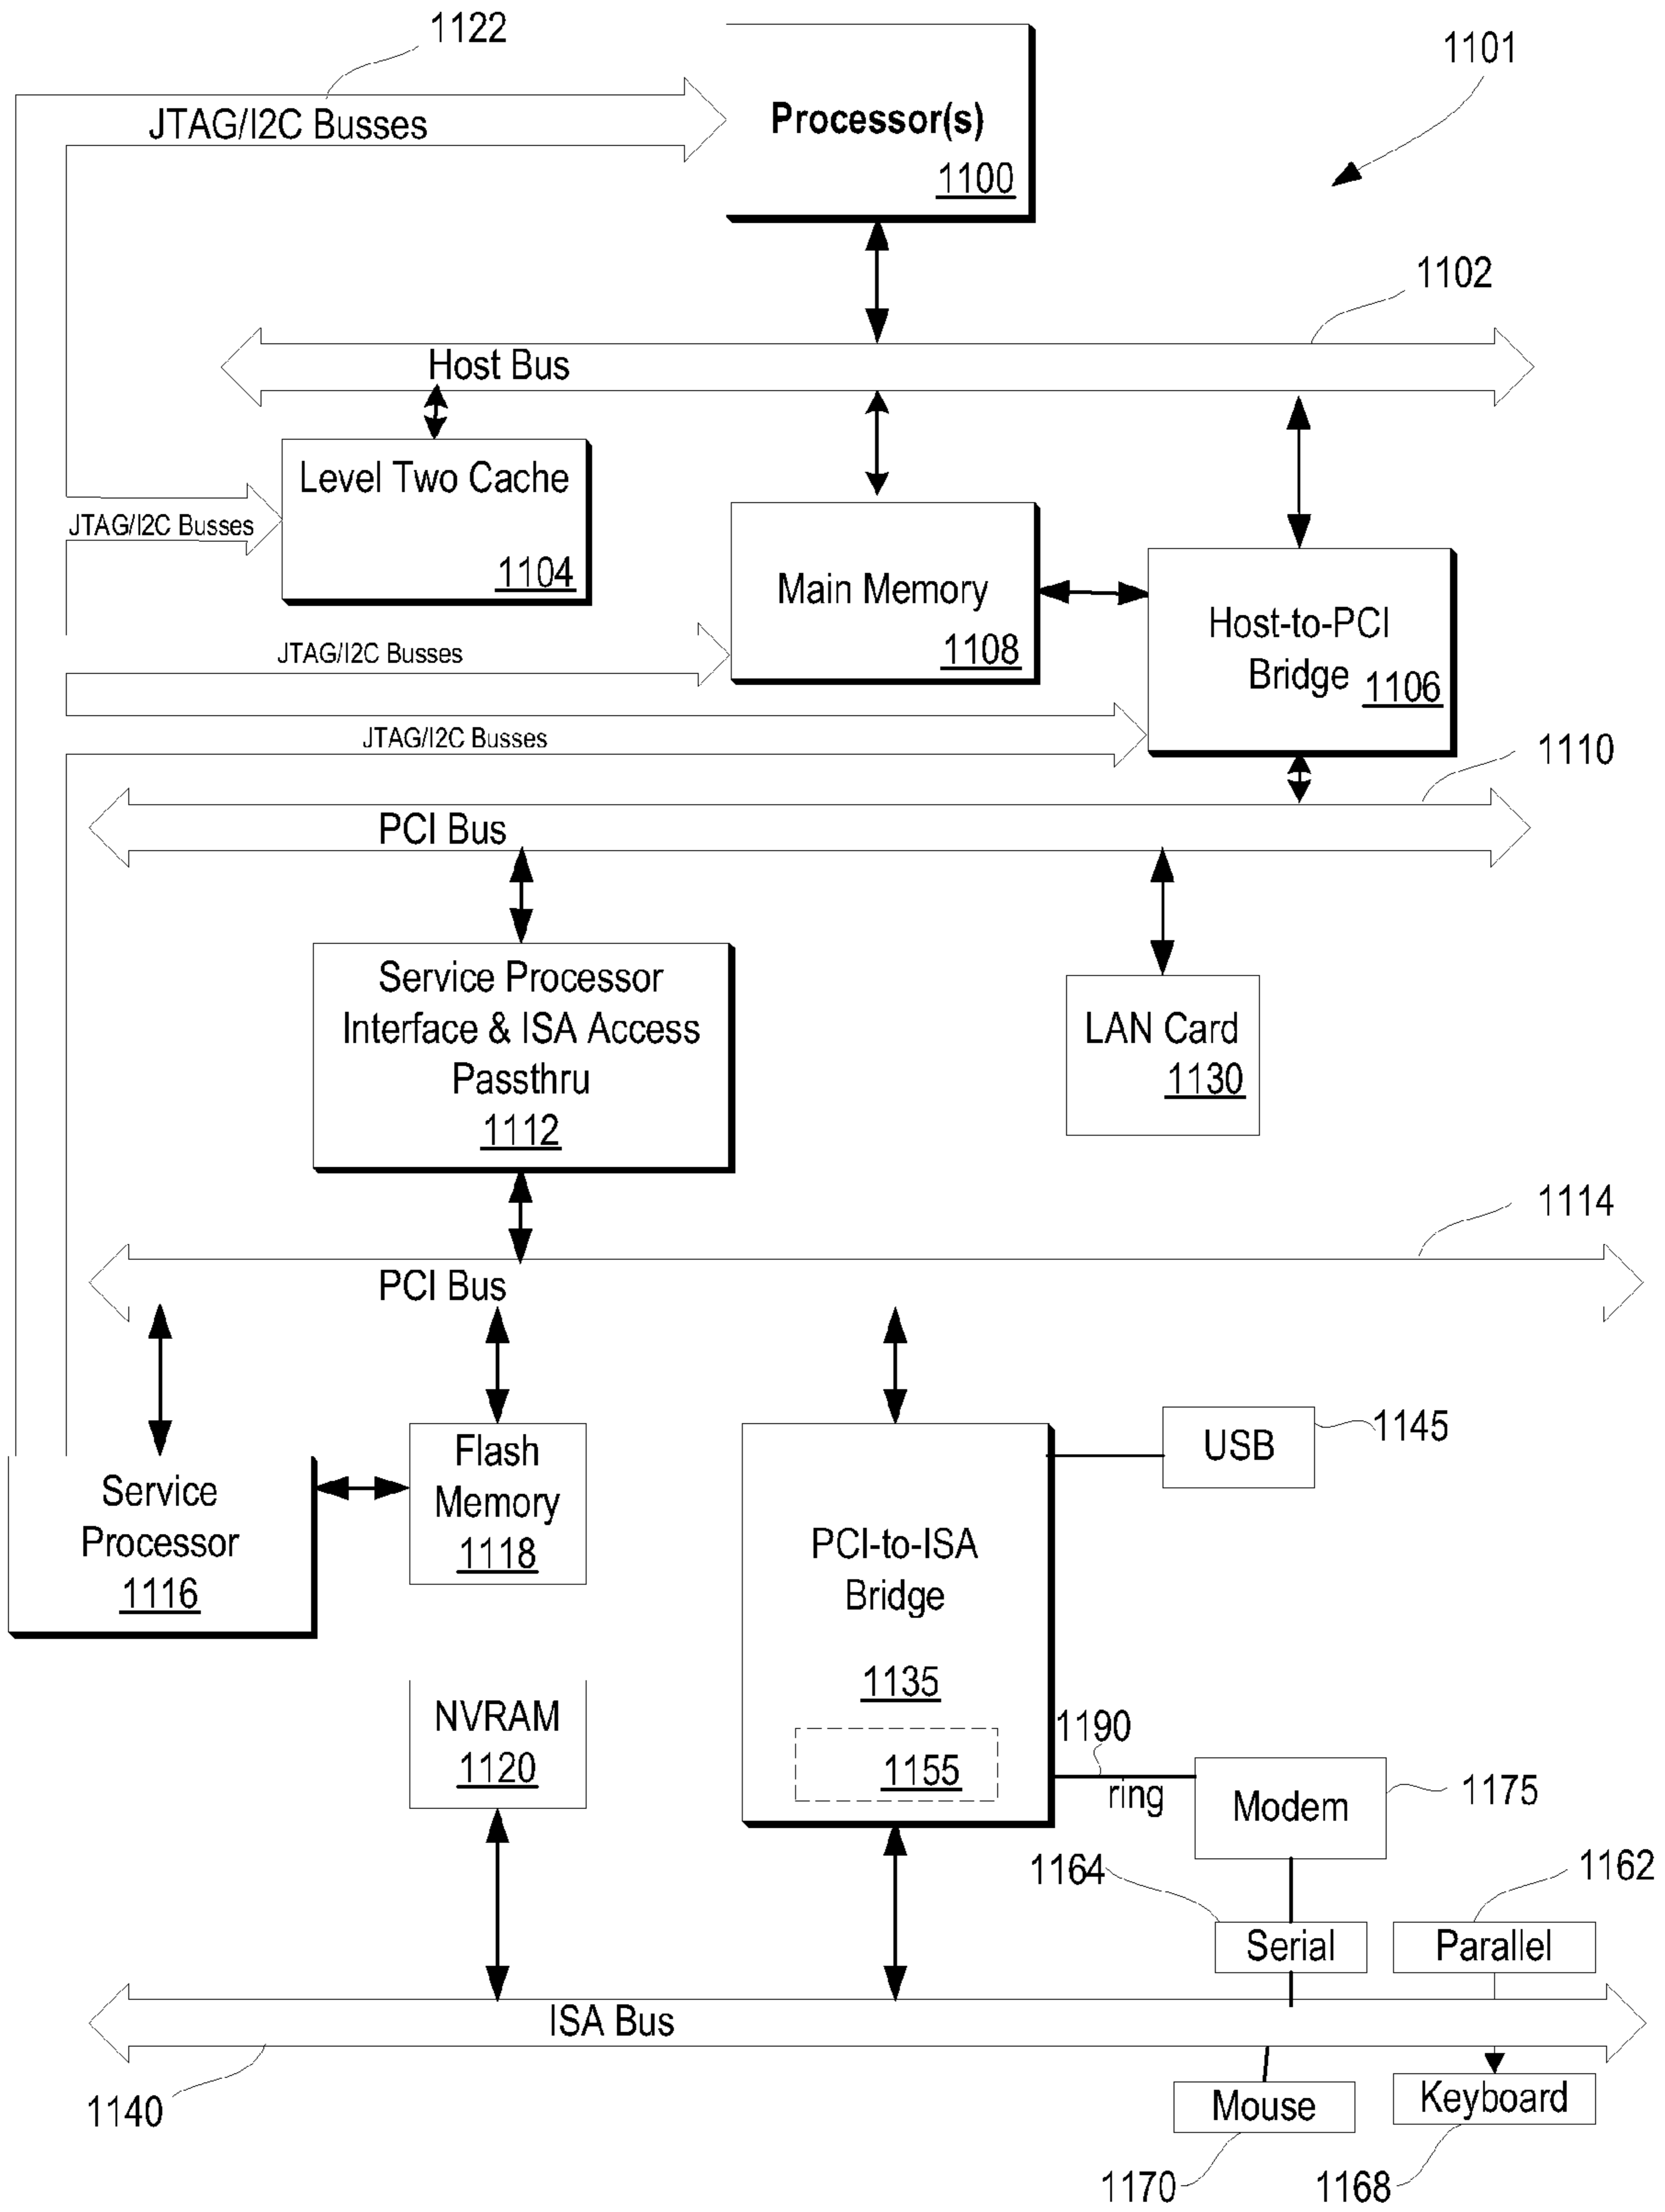 1122
1101
JTAG/I2C Busses
Processor(s)
1100
1102
Host Bus
Level Two Cache
1104
JTAG/I2C Busses
Main Memory
1108
Host-to-PCI
Bridge
1106
JTAG/I2C Busses
JTAG/I2C Busses
1110
PCI Bus
Service Processor
Interface & ISA Access
Passthru
1112
LAN Card
1130
1114
PCI Bus
Service
Processor
1116
Flash
Memory
1118
PCI-to-ISA
Bridge
1135
1155
USB
1145
NVRAM
1120
1190
ring
Modem
1175
1164
1162
Serial
Parallel
ISA Bus
1140
Mouse
Keyboard
1170
1168